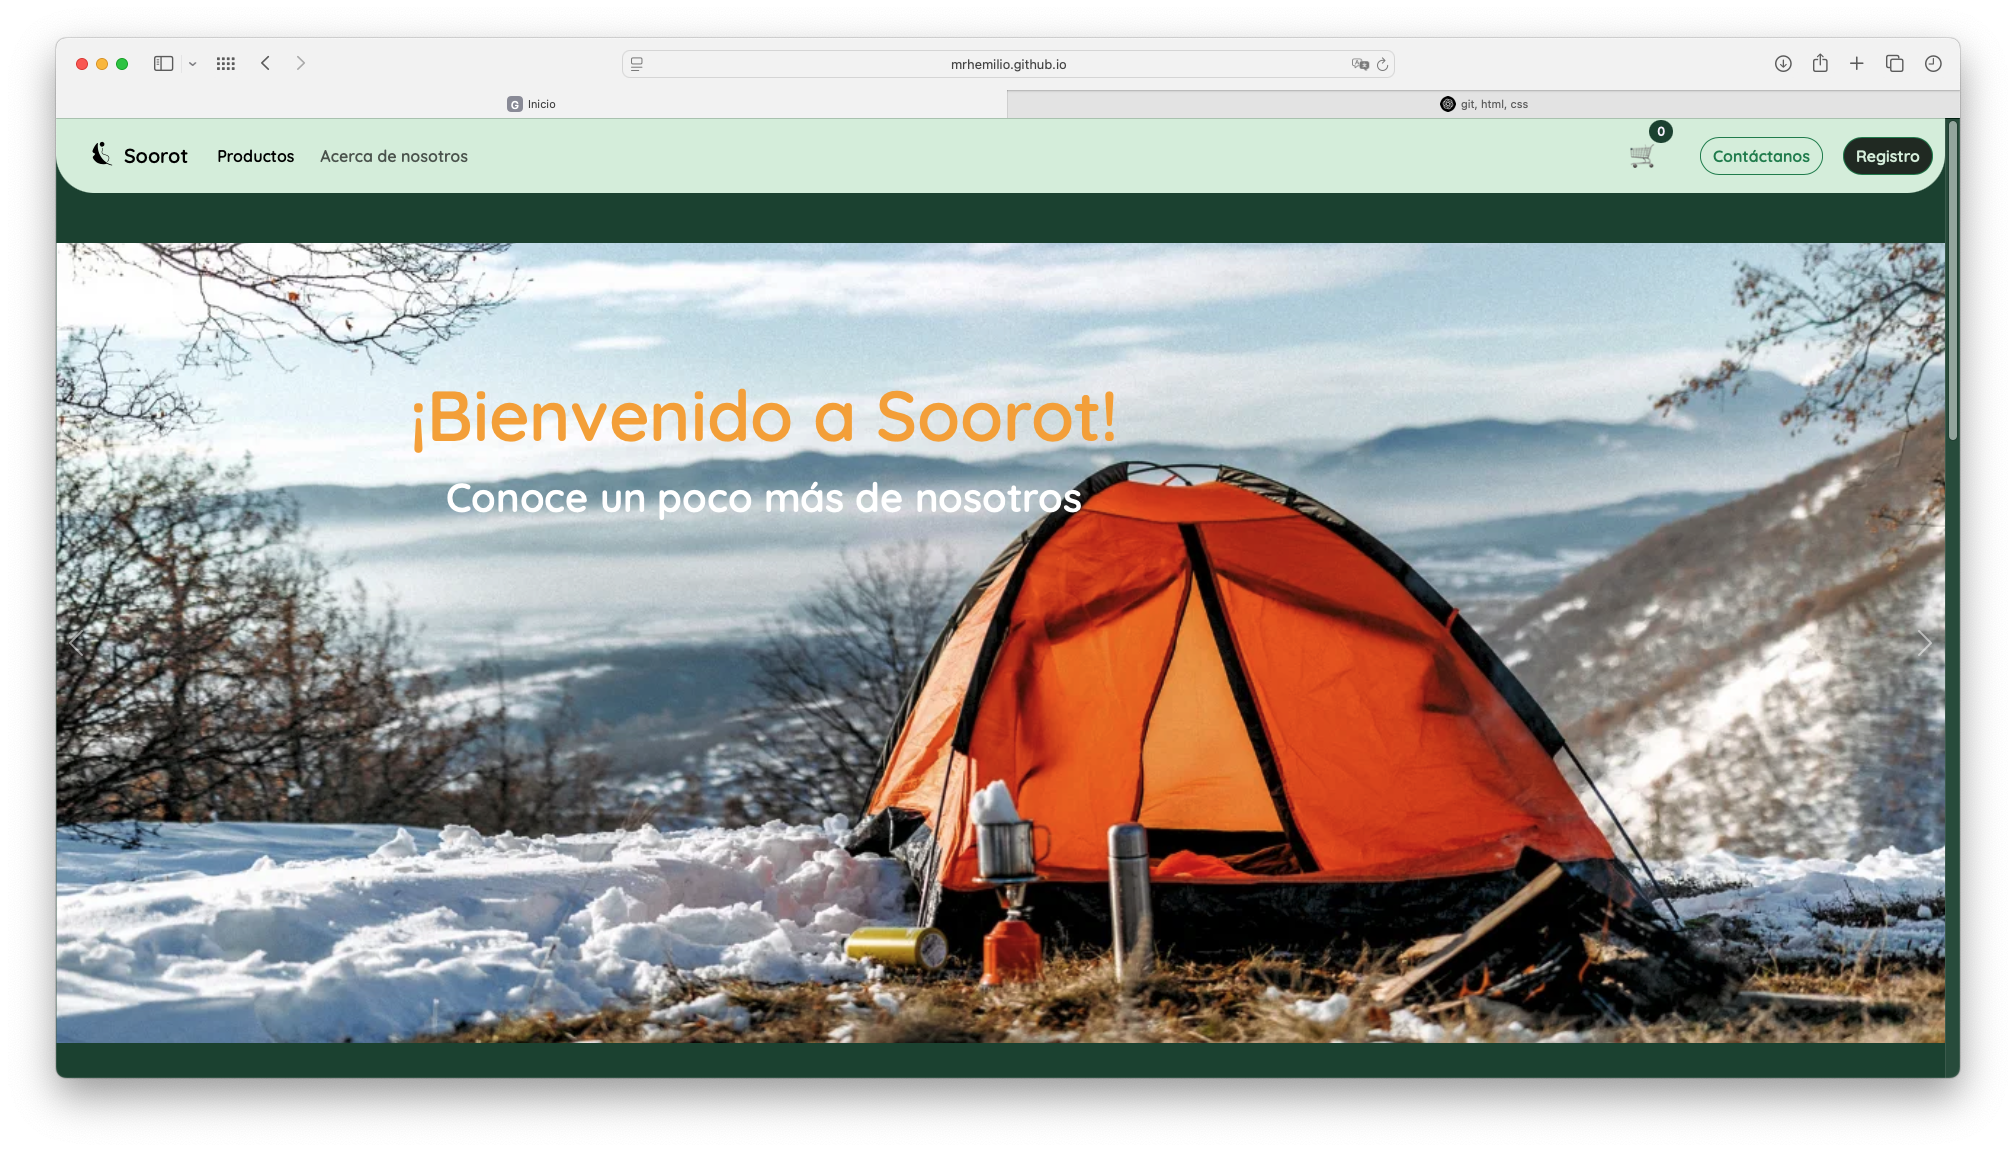 mrhemilio.github.io
G Inicio
git, html, css
Soorot Productos Acerca de nosotros
0
Contáctanos Registro
¡Bienvenido a Soorot!
Conoce un poco más de nosotros